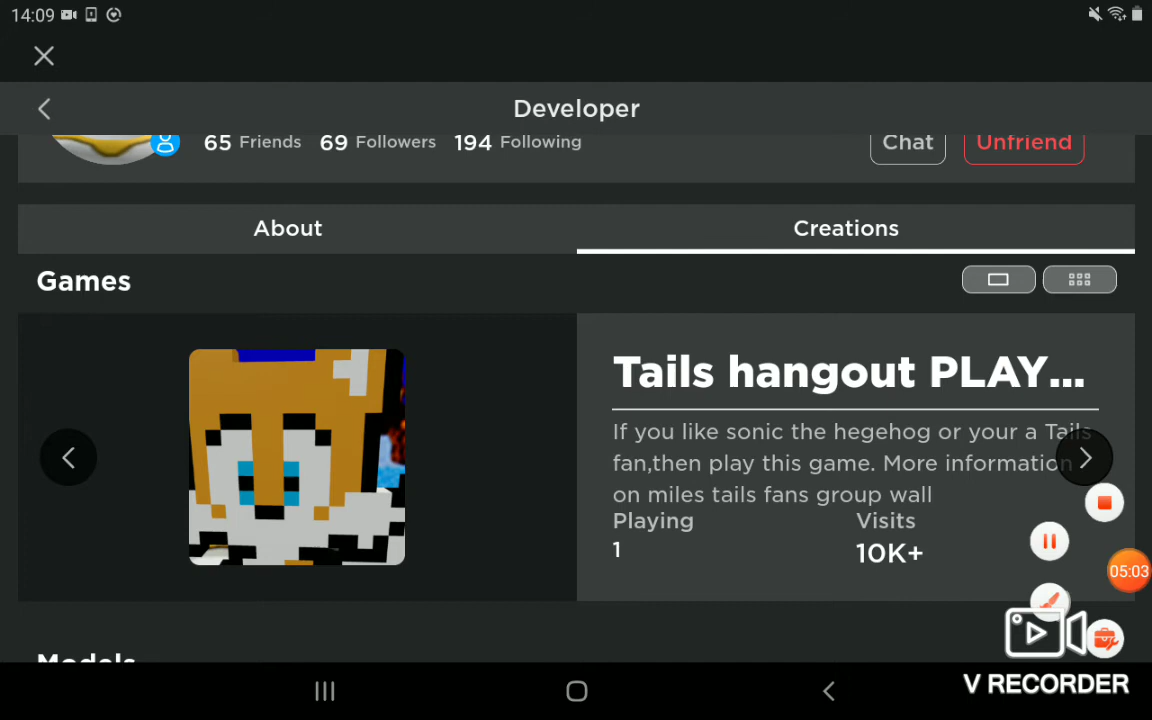 14:09
Developer
65 Friends 69 Followers 194 Following Chat Unfriend
About Creations
Games
Tails hangout PLAY...
If you like sonic the hegehog or your a Tails
fan,then play this game. More information
on miles tails fans group wall
Playing Visits
1 10K+
05:03
Models
V RECORDER